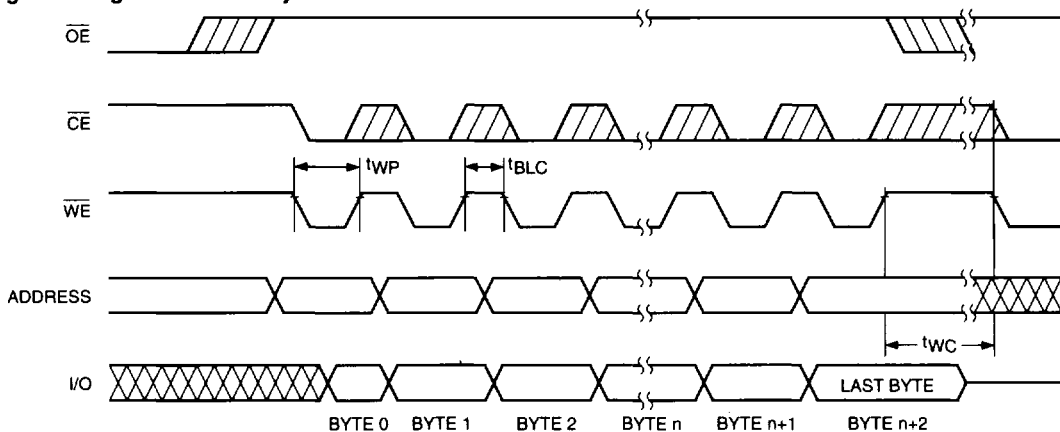 OE
CE
tWP
tBLC
WE
ADDRESS
tWC
I/O
LAST BYTE
BYTE 0 BYTE 1 BYTE 2 BYTE n BYTE n+1 BYTE n+2